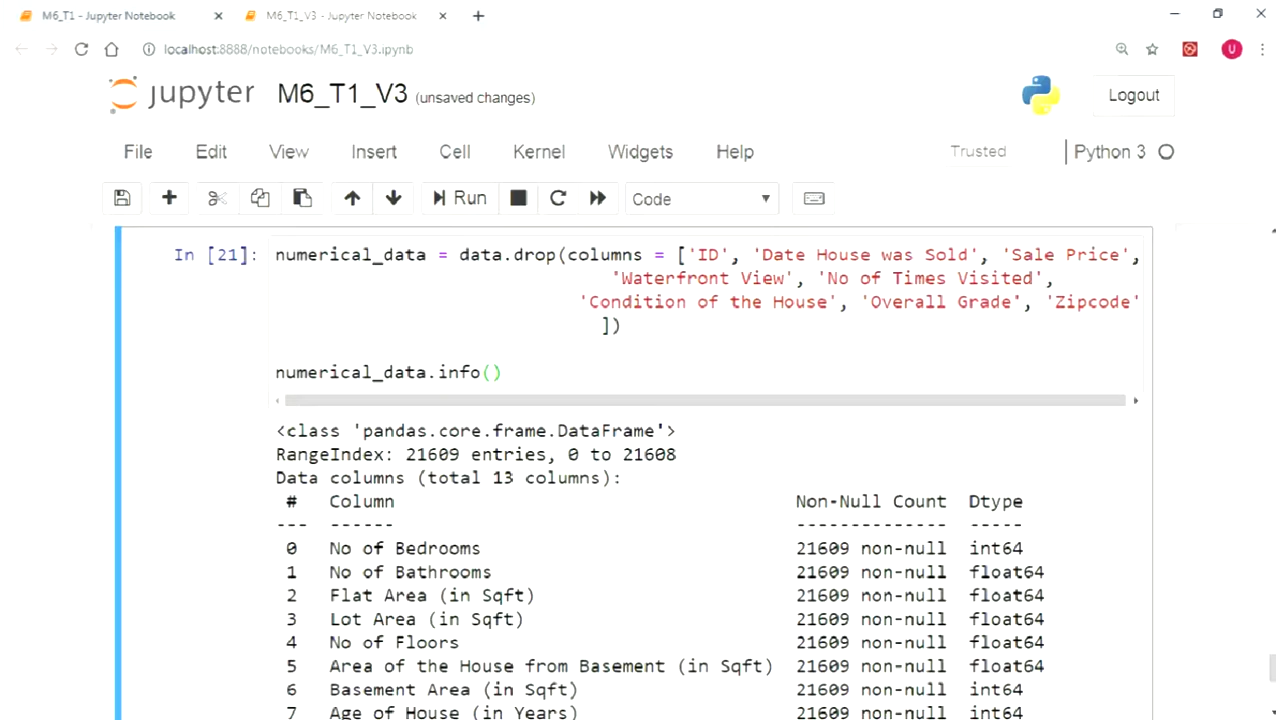 M6_T1 - Jupyter Notebook
M6_T1_V3 - Jupyter Notebook
localhost:8888/notebooks/M6_T1_V3.ipynb
U
jupyter M6_T1_V3 (unsaved changes)
Logout
File Edit View Insert Cell Kernel Widgets Help
Trusted
Python 3
Run
Code
In [21]: numerical_data = data.drop(columns = ['ID', 'Date House was Sold', 'Sale Price',
'Waterfront View', 'No of Times Visited',
'Condition of the House', 'Overall Grade', 'Zipcode'
])
numerical_data.info()
<class 'pandas.core.frame.DataFrame'>
RangeIndex: 21609 entries, 0 to 21608
Data columns (total 13 columns):
# Column Non-Null Count Dtype
--- ------ -------------- -----
0 No of Bedrooms 21609 non-null int64
1 No of Bathrooms 21609 non-null float64
2 Flat Area (in Sqft) 21609 non-null float64
3 Lot Area (in Sqft) 21609 non-null float64
4 No of Floors 21609 non-null float64
5 Area of the House from Basement (in Sqft) 21609 non-null float64
6 Basement Area (in Sqft) 21609 non-null int64
7 Age of House (in Years) 21609 non-null int64